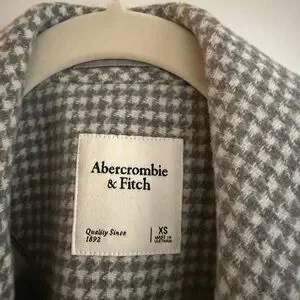 Abercrombie
& Fitch
Quality Since
1892
XS
MADE IN
VIETNAM